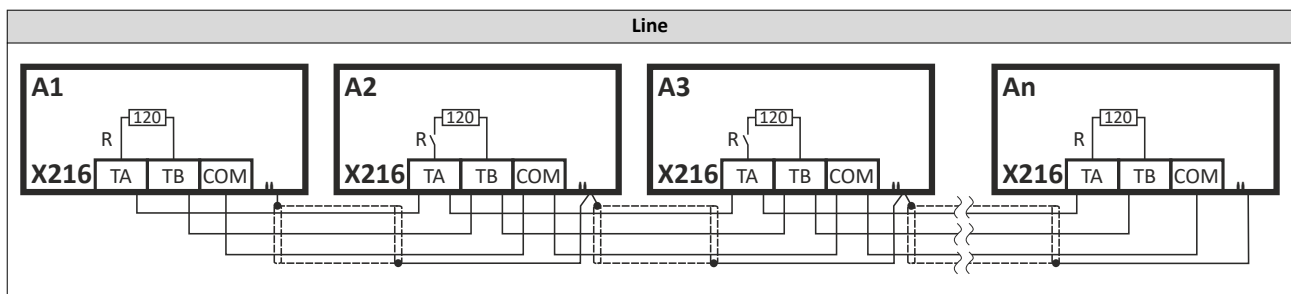 Line
A1 A2 A3 An
120 120 120 120
R R R R
X216 TA TB COM X216 TA TB COM X216 TA TB COM X216 TA TB COM